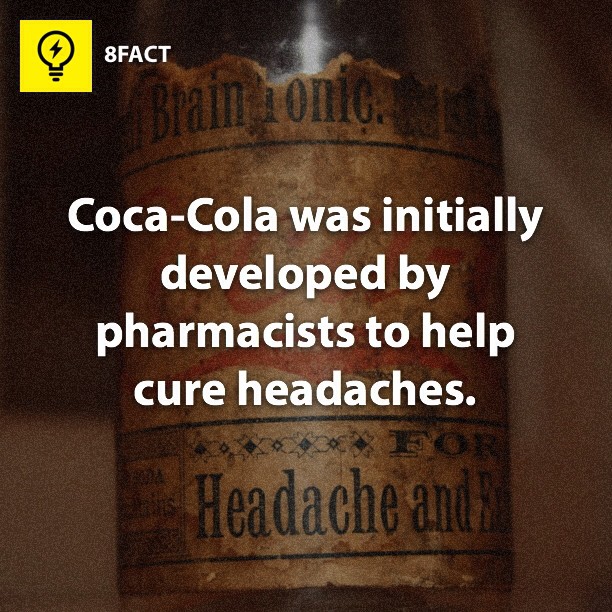 8FACT
Brain Tonic.
Coca-Cola was initially
developed by
pharmacists to help
cure headaches.
FOR
Headache and